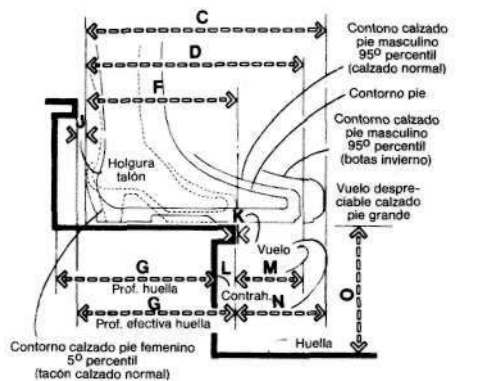 C
D
F
J
Holgura
talón
Contono calzado
pie masculino
95º percentil
(calzado normal)
Contorno pie
Contorno calzado
pie masculino
95º percentil
(botas invierno)
Vuelo despre-
ciable calzado
pie grande
K
Vuelo
G
L
M
Prof. huella
Contrah.
N
O
G
Prof. efectiva huella
Huella
Contorno calzado pie femenino
5º percentil
(tacón calzado normal)